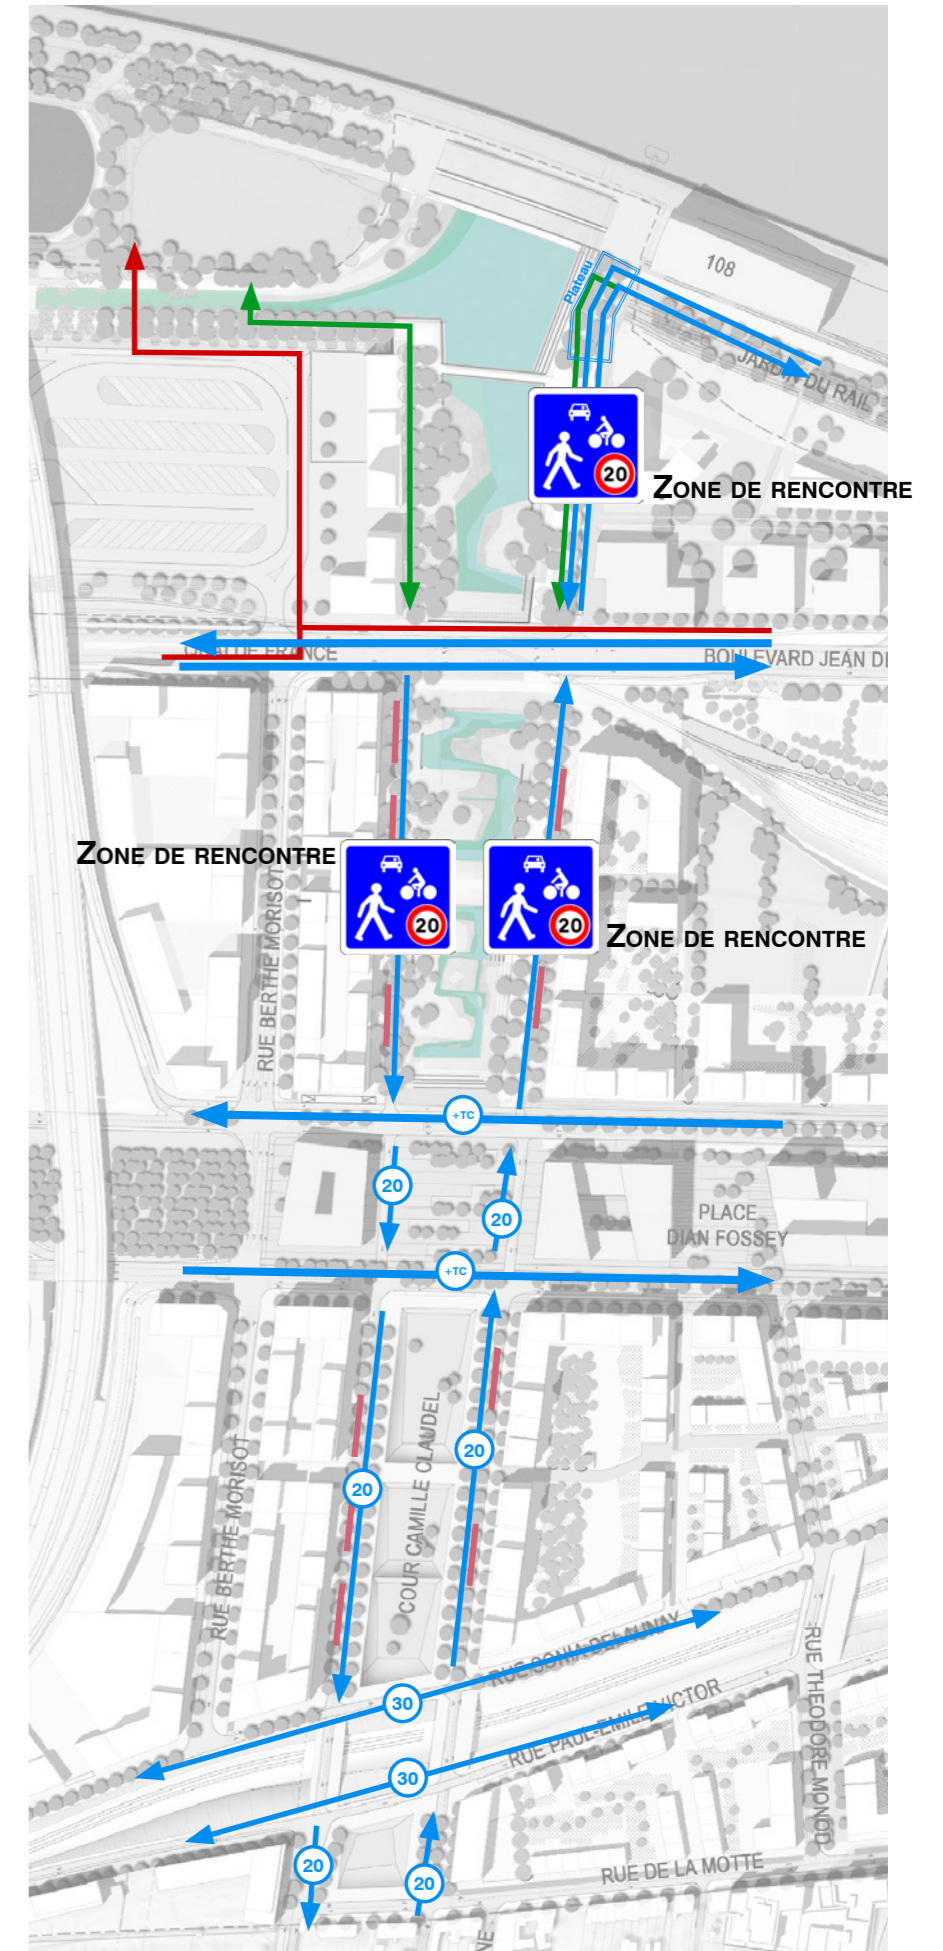 Plateau
108
JARDIN DU RAIL
20
ZONE DE RENCONTRE
DE FRANCE
BOULEVARD JEAN DE
ZONE DE RENCONTRE
20
20
ZONE DE RENCONTRE
RUE BERTHE MORISOT
+TC
20
20
PLACE
DIAN FOSSEY
+TC
20
20
COUR CAMILLE CLAUDEL
RUE BERTHE MORISOT
RUE SONIA DELAUNAY
30
RUE PAUL-EMILE VICTOR
30
RUE THEODORE MONOD
20
20
RUE DE LA MOTTE
NE